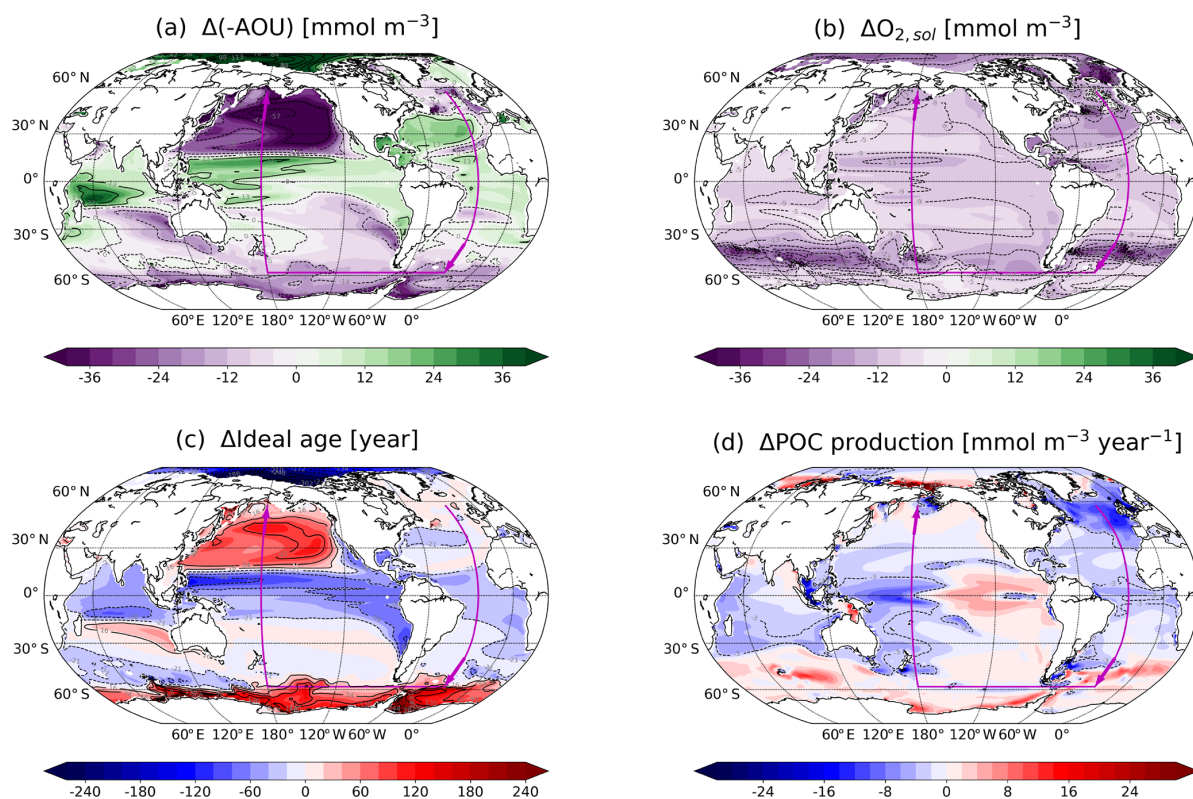 (a) Δ(-AOU) [mmol m⁻³]
60°N
30°N
0°
30°S
60°S
60°E 120°E 180° 120°W 60°W 0°
-36 -24 -12 0 12 24 36
(b) ΔO₂,sol [mmol m⁻³]
60°N
30°N
0°
30°S
60°S
60°E 120°E 180° 120°W 60°W 0°
-36 -24 -12 0 12 24 36
(c) ΔIdeal age [year]
60°N
30°N
0°
30°S
60°S
60°E 120°E 180° 120°W 60°W 0°
-240 -180 -120 -60 0 60 120 180 240
(d) ΔPOC production [mmol m⁻³ year⁻¹]
60°N
30°N
0°
30°S
60°S
60°E 120°E 180° 120°W 60°W 0°
-24 -16 -8 0 8 16 24